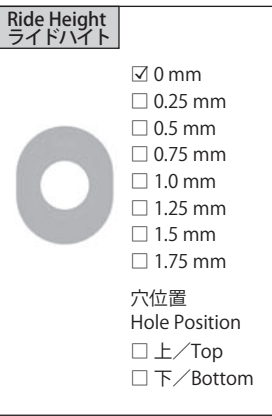 Ride Height
ライドハイト
☑ 0 mm
☐ 0.25 mm
☐ 0.5 mm
☐ 0.75 mm
☐ 1.0 mm
☐ 1.25 mm
☐ 1.5 mm
☐ 1.75 mm
穴位置
Hole Position
☐ 上／Top
☐ 下／Bottom